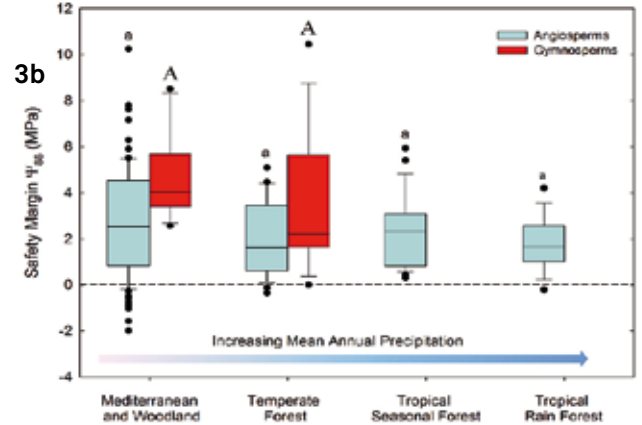 3b
Safety Margin Ψ88 (MPa)
12
10
8
6
4
2
0
-2
-4
Angiosperms
Gymnosperms
a
A
a
A
a
a
Increasing Mean Annual Precipitation
Mediterranean
and Woodland
Temperate
Forest
Tropical
Seasonal Forest
Tropical
Rain Forest